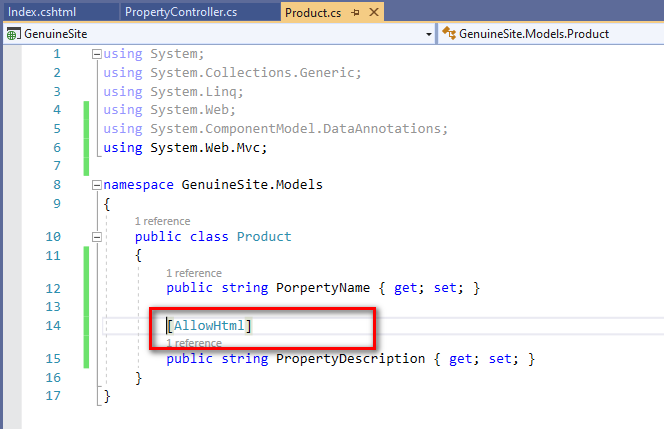 Index.cshtml PropertyController.cs Product.cs
GenuineSite GenuineSite.Models.Product
1 using System;
2 using System.Collections.Generic;
3 using System.Linq;
4 using System.Web;
5 using System.ComponentModel.DataAnnotations;
6 using System.Web.Mvc;
7
8 namespace GenuineSite.Models
9 {
1 reference
10 public class Product
11 {
1 reference
12 public string PorpertyName { get; set; }
13
14 [AllowHtml]
1 reference
15 public string PropertyDescription { get; set; }
16 }
17 }